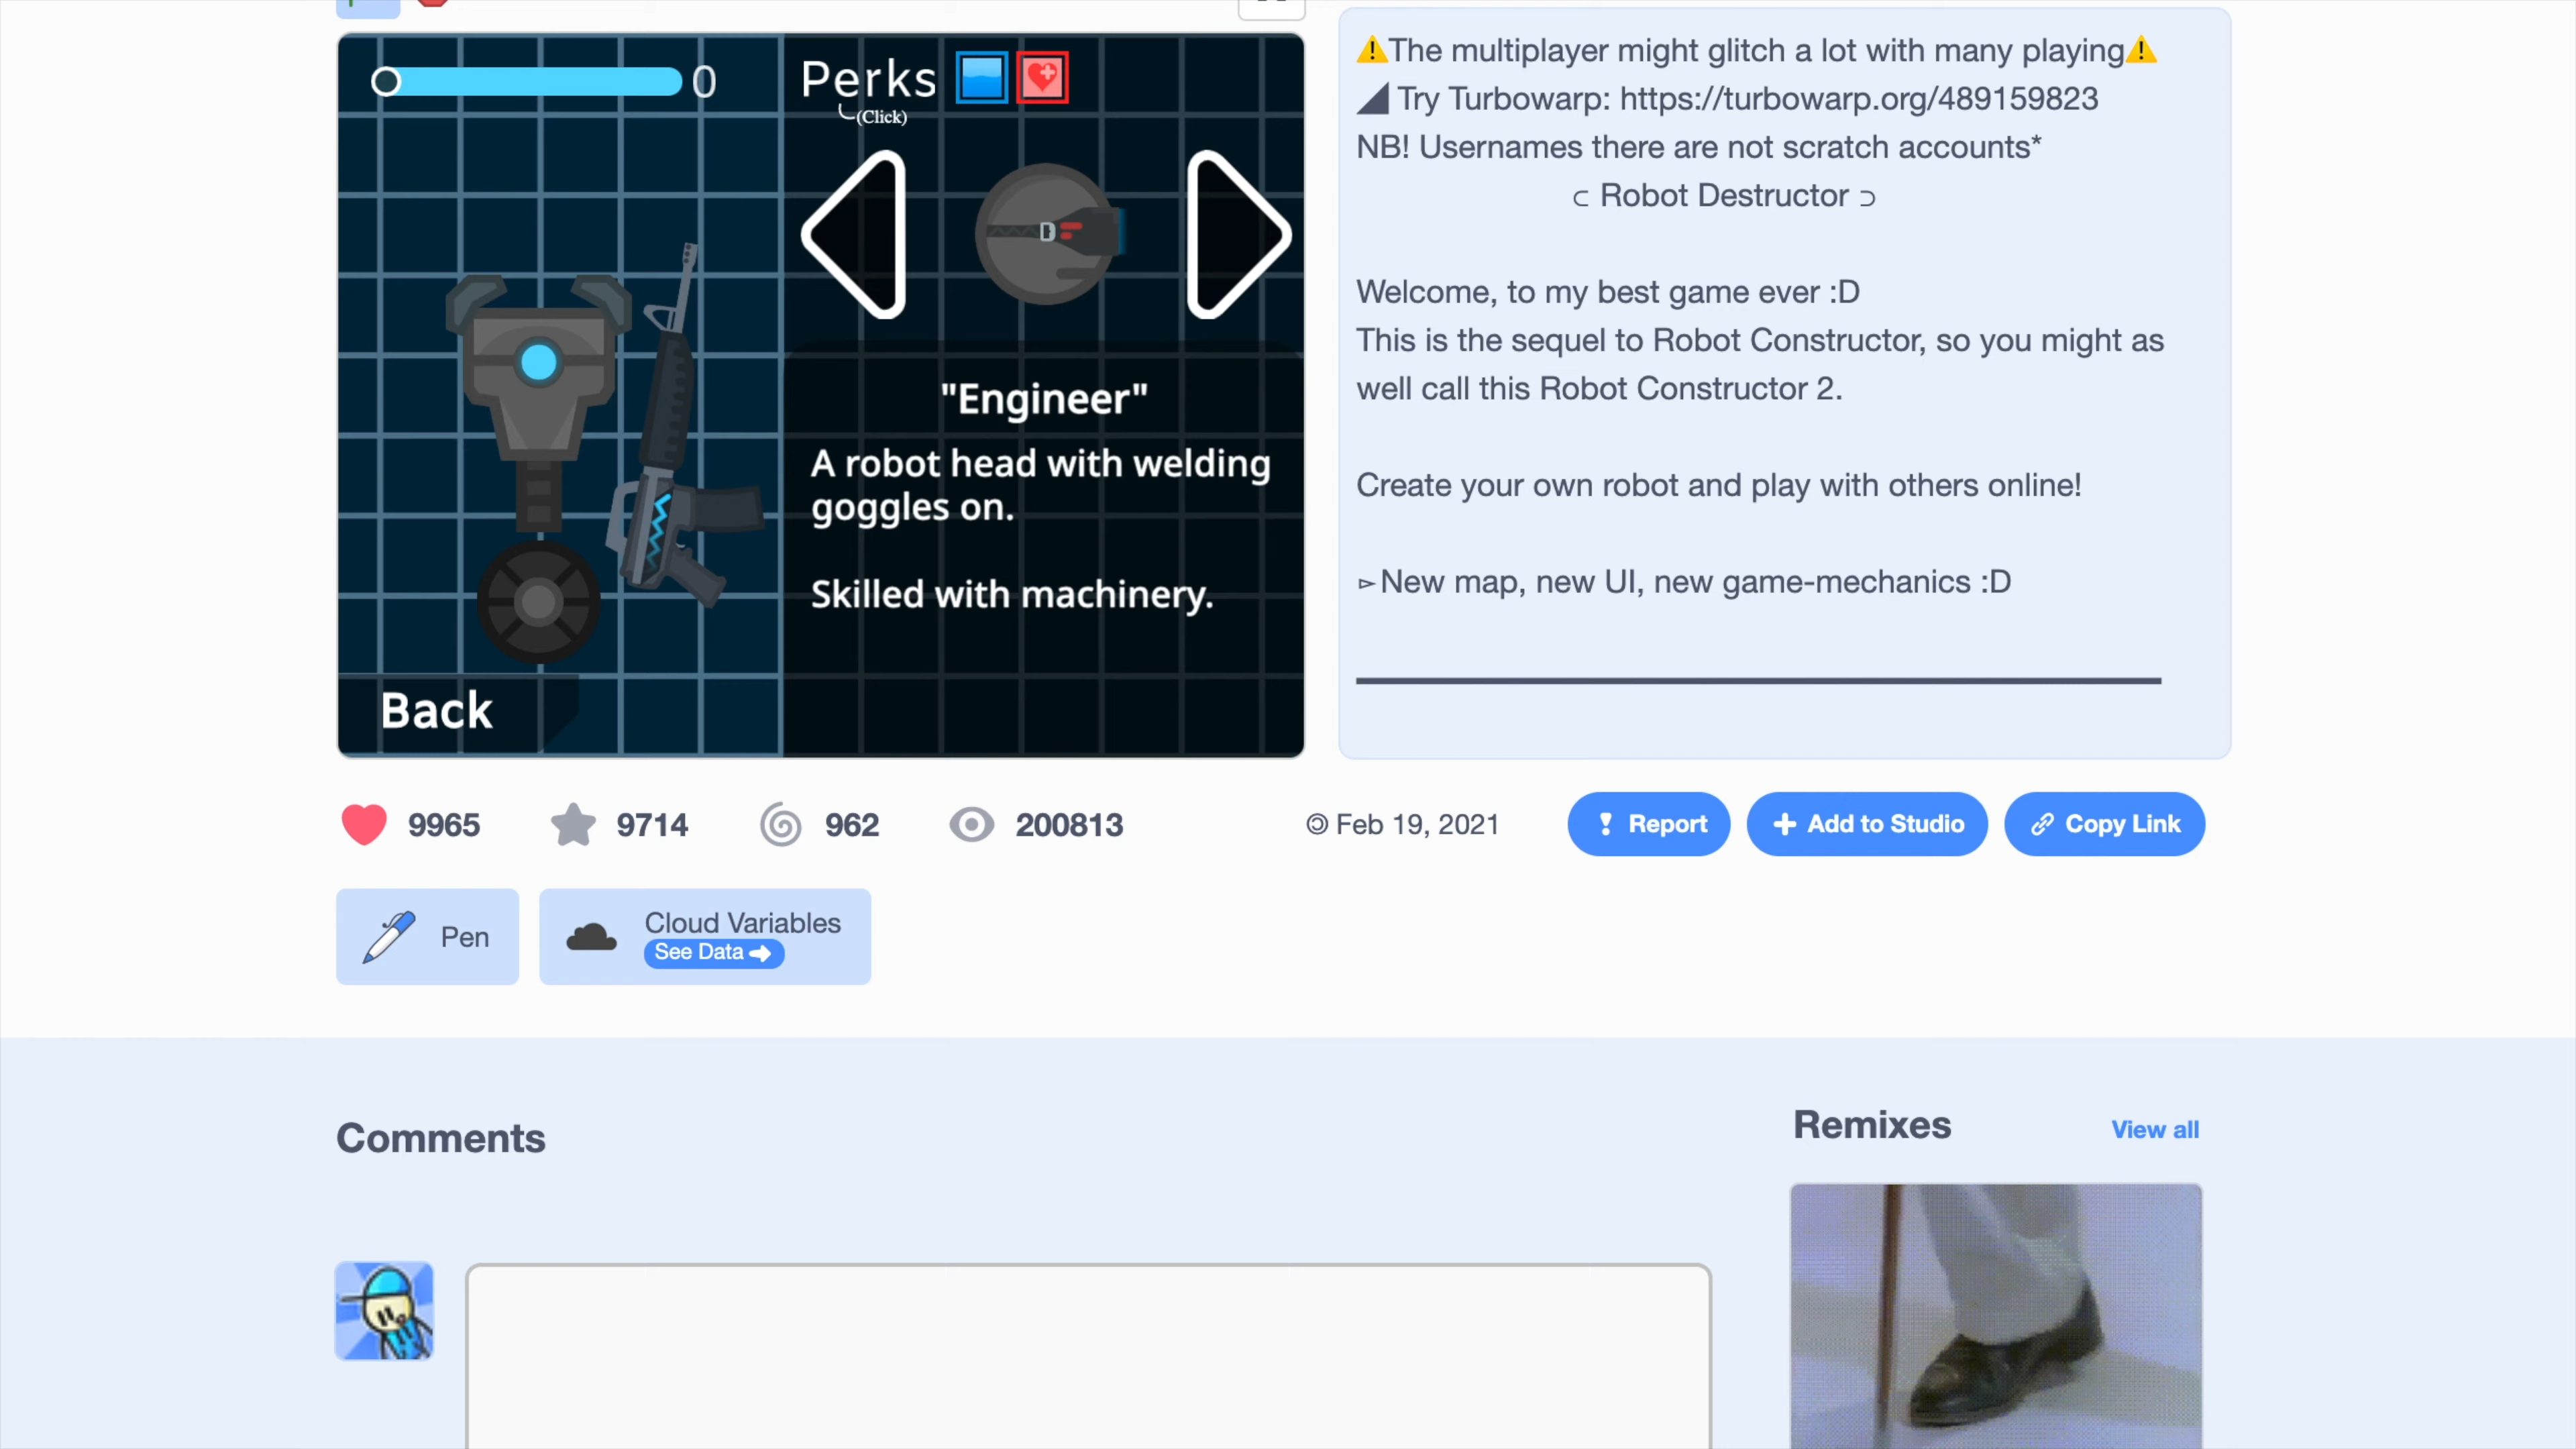 0
Perks
(Click)
"Engineer"
A robot head with welding
goggles on.
Skilled with machinery.
Back
⚠️The multiplayer might glitch a lot with many playing⚠️
◢ Try Turbowarp: https://turbowarp.org/489159823
NB! Usernames there are not scratch accounts*
⊂ Robot Destructor ⊃
Welcome, to my best game ever :D
This is the sequel to Robot Constructor, so you might as
well call this Robot Constructor 2.
Create your own robot and play with others online!
▻New map, new UI, new game-mechanics :D
9965
9714
962
200813
Feb 19, 2021
Report
Add to Studio
Copy Link
Pen
Cloud Variables
See Data
Comments
Remixes
View all